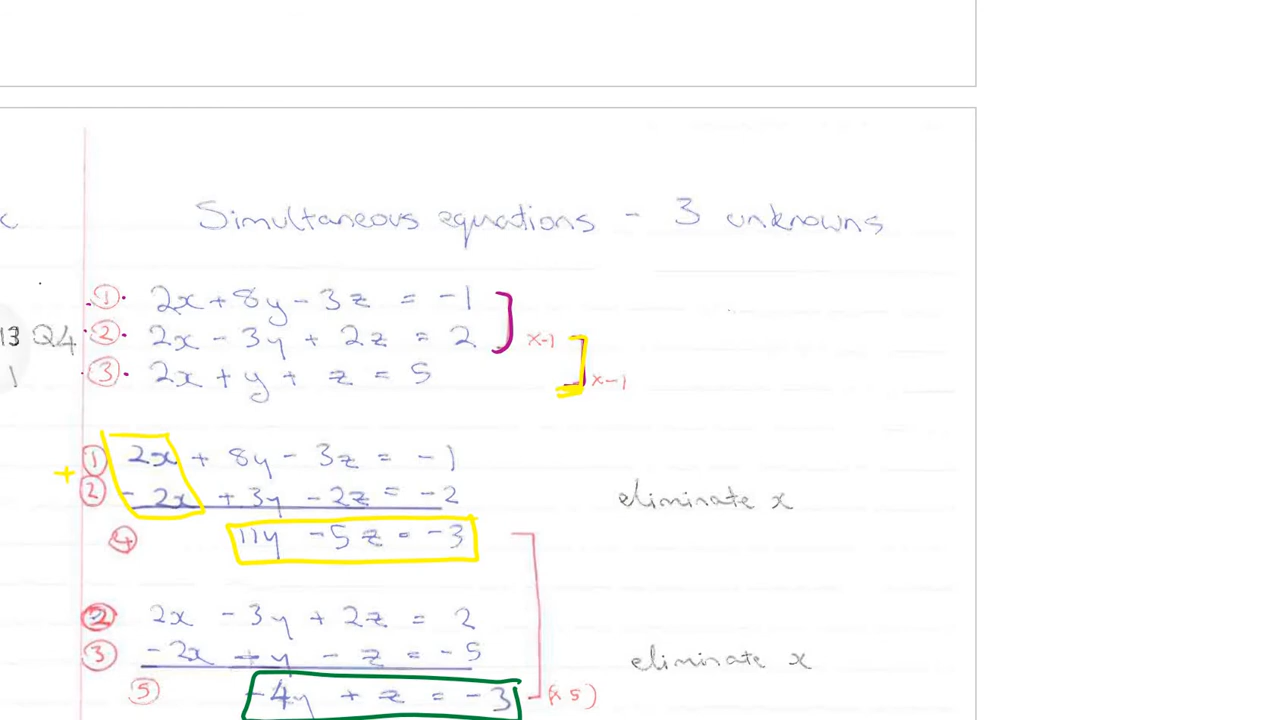 Simultaneous equations - 3 unknowns
① 2x + 8y - 3z = -1
13 Q4 ② 2x - 3y + 2z = 2 x-1
③ 2x + y + z = 5 x-1
+ ① 2x + 8y - 3z = -1
② - 2x + 3y - 2z = -2 eliminate x
④ 11y - 5z = -3
② 2x - 3y + 2z = 2
③ - 2x - y - z = -5 eliminate x
⑤ -4y + z = -3 (x5)